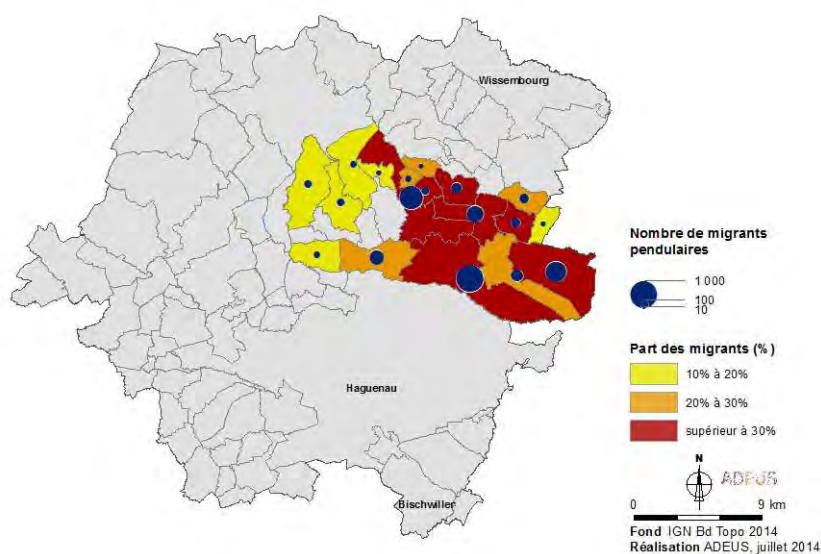 Wissembourg
Haguenau
Bischwiller
Nombre de migrants
pendulaires
1 000
100
10
Part des migrants (%)
10% à 20%
20% à 30%
supérieur à 30%
N
ADEUS
0 9 km
Fond IGN Bd Topo 2014
Réalisation ADEUS, juillet 2014